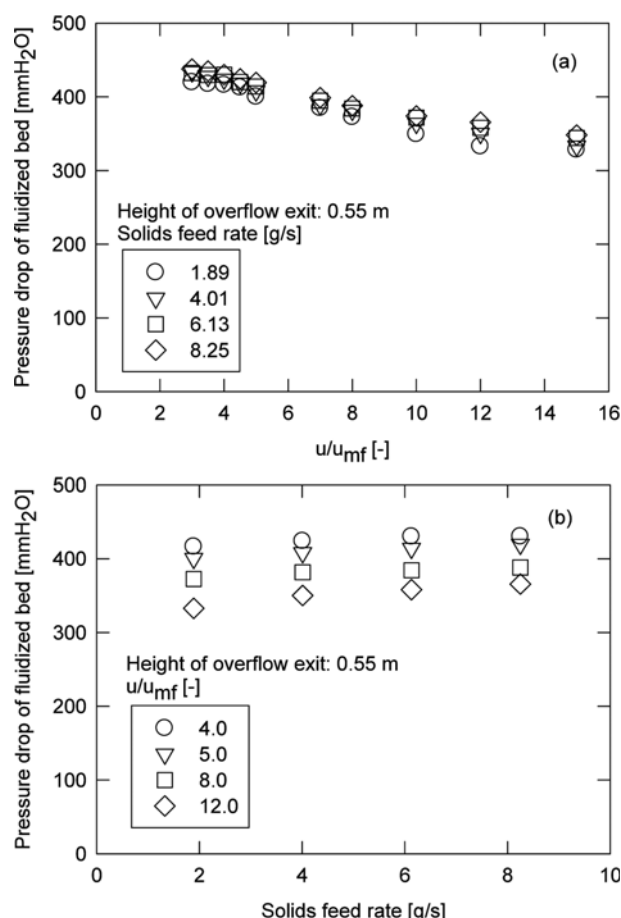 (a)
Pressure drop of fluidized bed [mmH2O]
500
400
300
200
100
0
Height of overflow exit: 0.55 m
Solids feed rate [g/s]
1.89
4.01
6.13
8.25
0 2 4 6 8 10 12 14 16
u/umf [-]
(b)
Pressure drop of fluidized bed [mmH2O]
500
400
300
200
100
0
Height of overflow exit: 0.55 m
u/umf [-]
4.0
5.0
8.0
12.0
0 2 4 6 8 10
Solids feed rate [g/s]